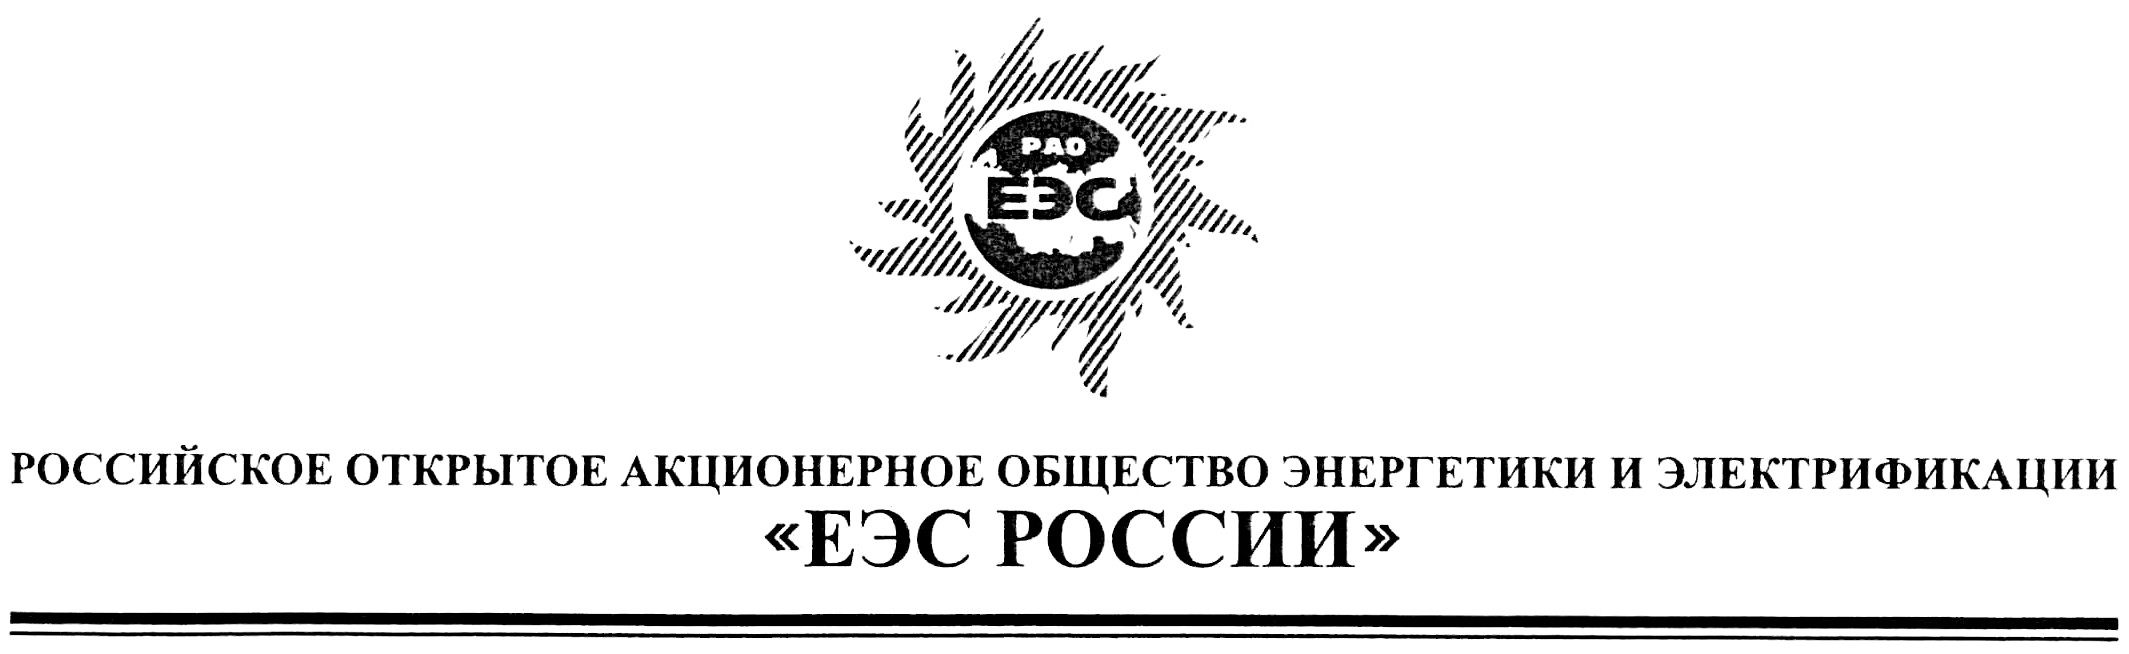 РАО
ЕЭС
РОССИЙСКОЕ ОТКРЫТОЕ АКЦИОНЕРНОЕ ОБЩЕСТВО ЭНЕРГЕТИКИ И ЭЛЕКТРИФИКАЦИИ
«ЕЭС РОССИИ»